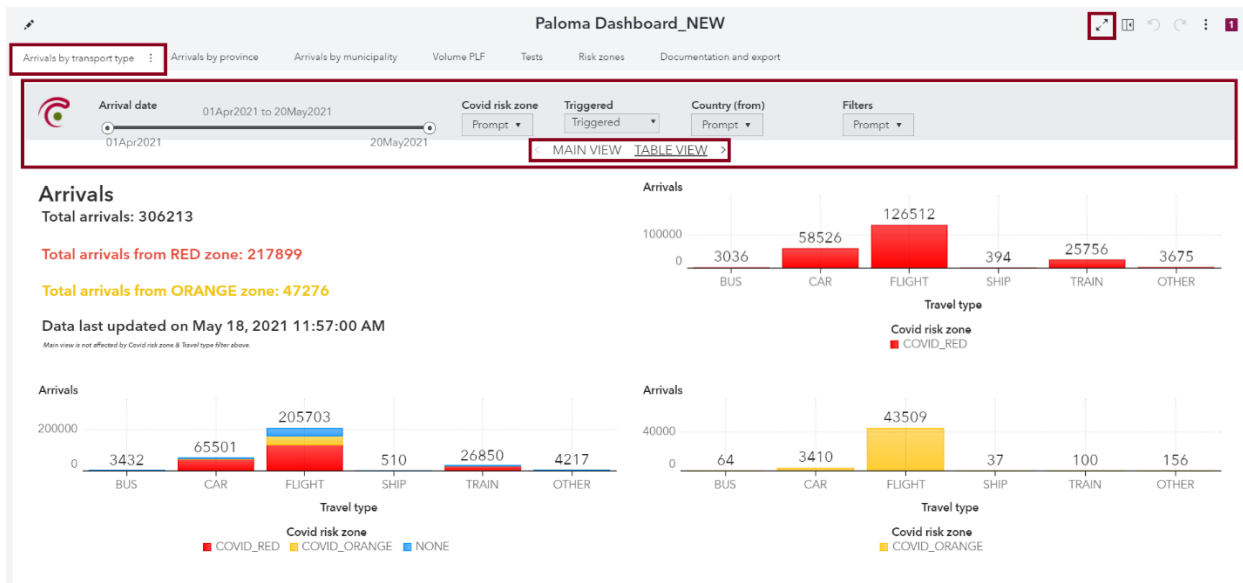 Paloma Dashboard_NEW
1
Arrivals by transport type
Arrivals by province
Arrivals by municipality
Volume PLF
Tests
Risk zones
Documentation and export
Arrival date
01Apr2021 to 20May2021
01Apr2021
20May2021
Covid risk zone
Prompt
Triggered
Triggered
Country (from)
Prompt
Filters
Prompt
< MAIN VIEW TABLE VIEW >
Arrivals
Total arrivals: 306213
Total arrivals from RED zone: 217899
Total arrivals from ORANGE zone: 47276
Data last updated on May 18, 2021 11:57:00 AM
Main view is not affected by Covid risk zone & Travel type filter above.
Arrivals
100000
0
3036
58526
126512
394
25756
3675
BUS
CAR
FLIGHT
SHIP
TRAIN
OTHER
Travel type
Covid risk zone
COVID_RED
Arrivals
200000
0
3432
65501
205703
510
26850
4217
BUS
CAR
FLIGHT
SHIP
TRAIN
OTHER
Travel type
Covid risk zone
COVID_RED COVID_ORANGE NONE
Arrivals
40000
0
64
3410
43509
37
100
156
BUS
CAR
FLIGHT
SHIP
TRAIN
OTHER
Travel type
Covid risk zone
COVID_ORANGE